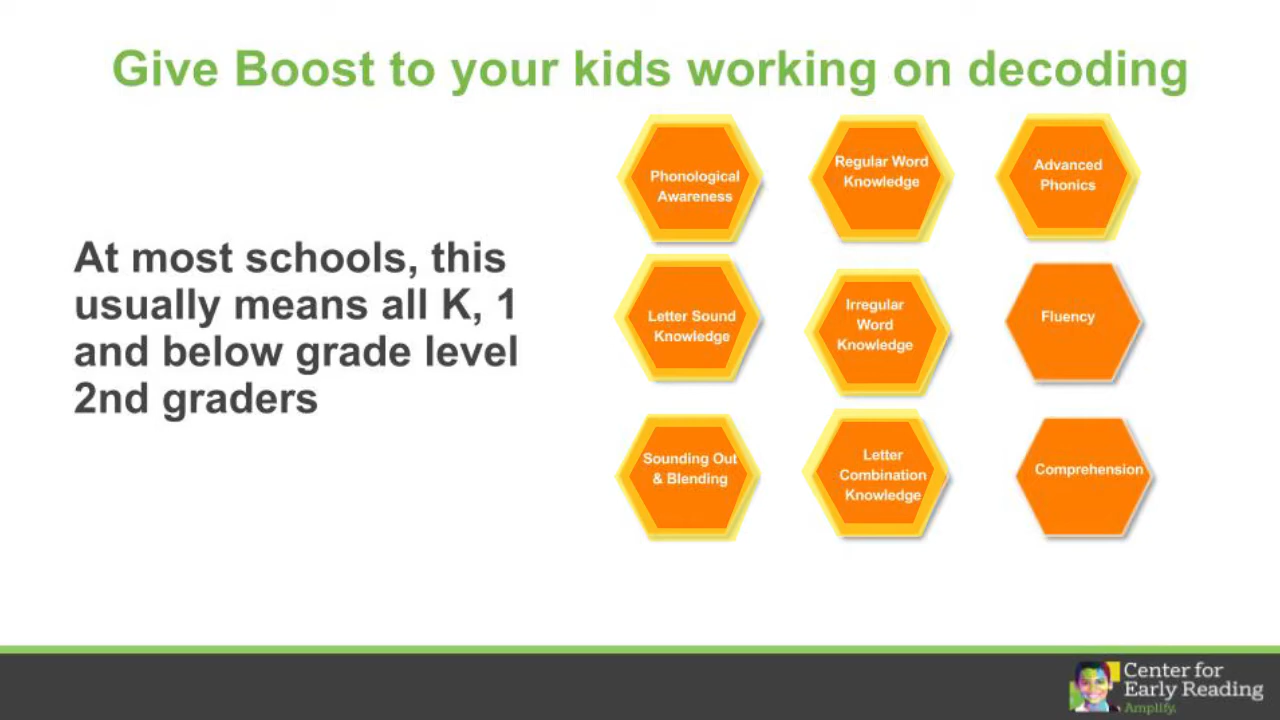 Give Boost to your kids working on decoding
At most schools, this
usually means all K, 1
and below grade level
2nd graders
Phonological
Awareness
Regular Word
Knowledge
Advanced
Phonics
Letter Sound
Knowledge
Irregular
Word
Knowledge
Fluency
Sounding Out
& Blending
Letter
Combination
Knowledge
Comprehension
Center for
Early Reading
Amplify.